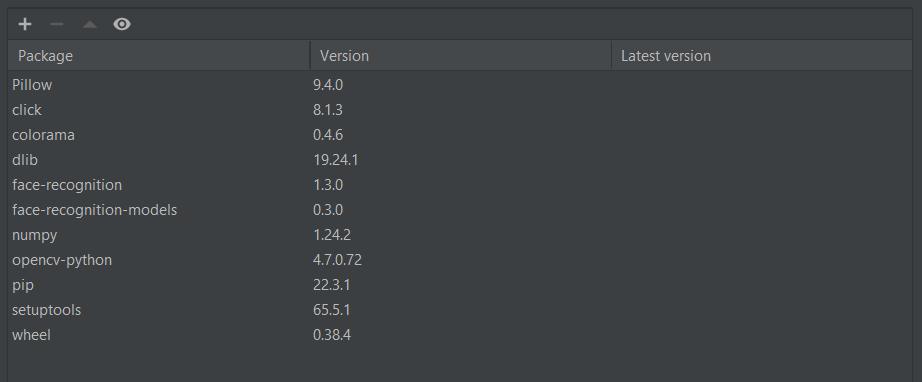 Package Version Latest version
Pillow 9.4.0
click 8.1.3
colorama 0.4.6
dlib 19.24.1
face-recognition 1.3.0
face-recognition-models 0.3.0
numpy 1.24.2
opencv-python 4.7.0.72
pip 22.3.1
setuptools 65.5.1
wheel 0.38.4